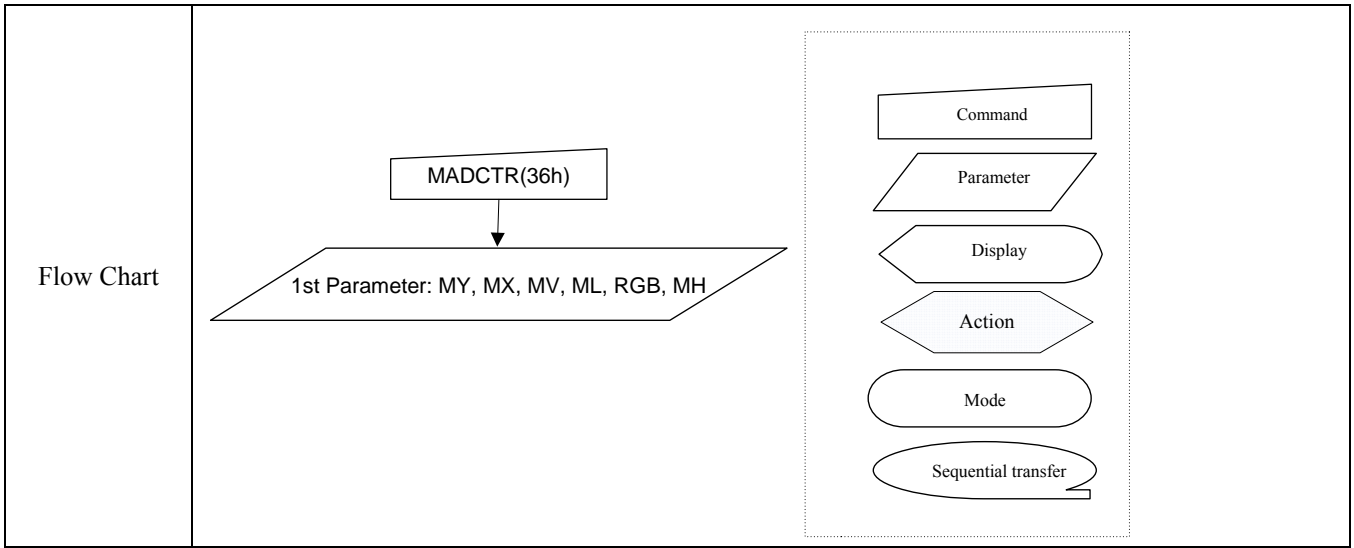 Flow Chart
MADCTR(36h)
1st Parameter: MY, MX, MV, ML, RGB, MH
Command
Parameter
Display
Action
Mode
Sequential transfer